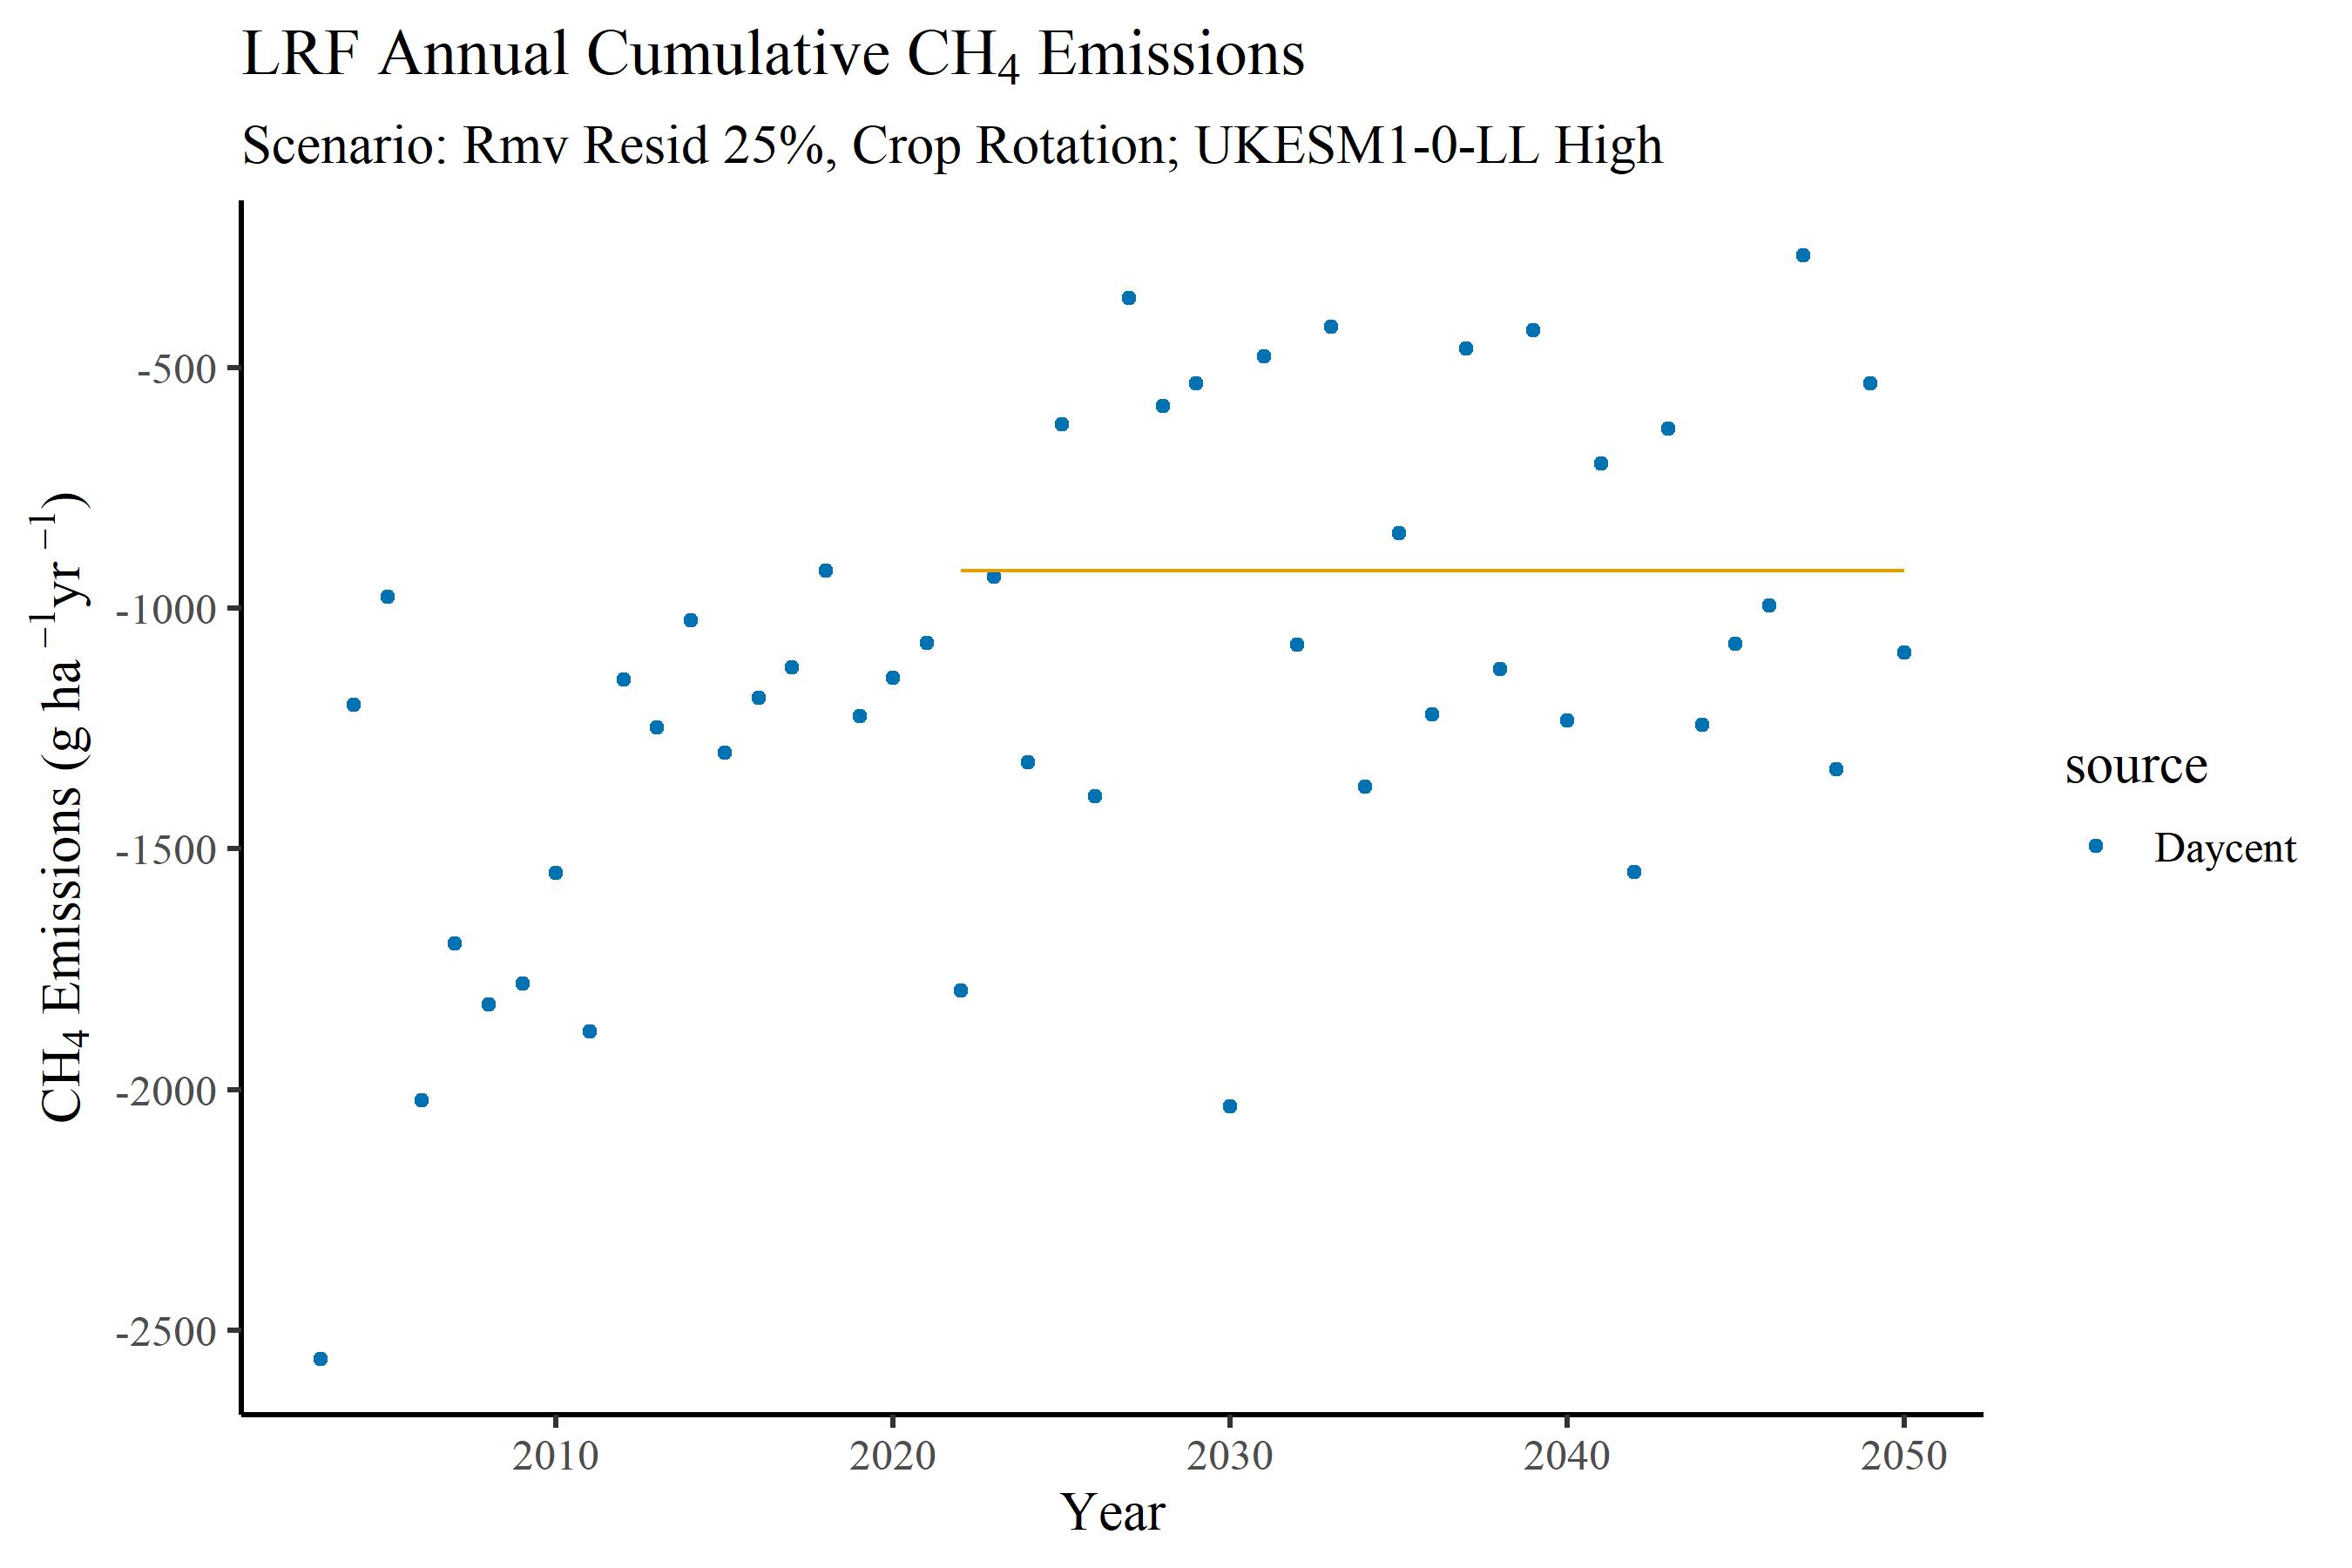 LRF Annual Cumulative CH₄ Emissions
Scenario: Rmv Resid 25%, Crop Rotation; UKESM1-0-LL High
CH₄ Emissions (g ha ⁻¹yr ⁻¹)
-500
-1000
-1500
-2000
-2500
2010 2020 2030 2040 2050
Year
source
Daycent